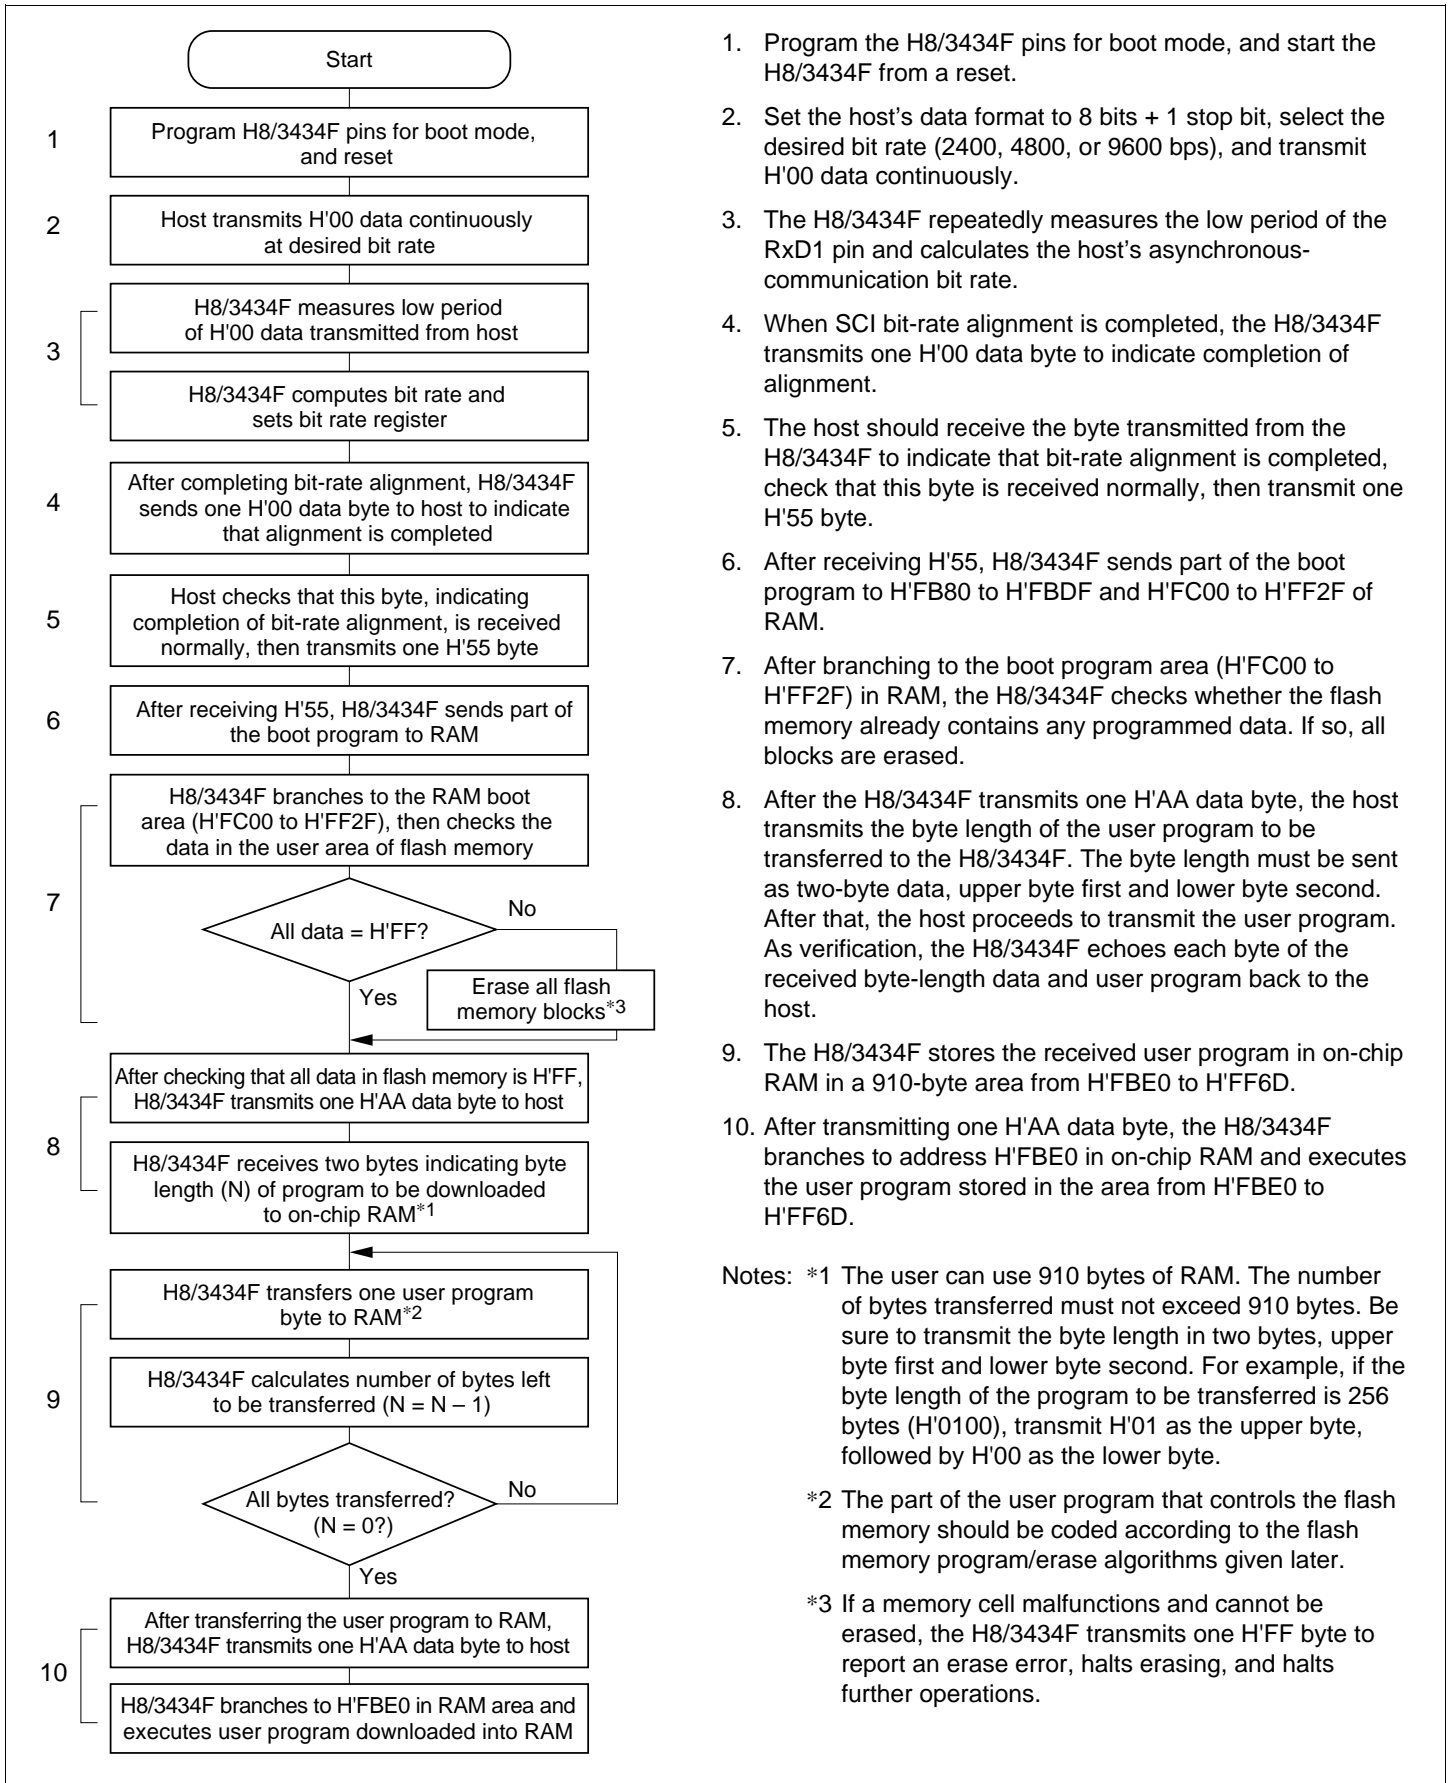 Start
1
Program H8/3434F pins for boot mode,
and reset
2
Host transmits H'00 data continuously
at desired bit rate
3
H8/3434F measures low period
of H'00 data transmitted from host
H8/3434F computes bit rate and
sets bit rate register
4
After completing bit-rate alignment, H8/3434F
sends one H'00 data byte to host to indicate
that alignment is completed
5
Host checks that this byte, indicating
completion of bit-rate alignment, is received
normally, then transmits one H'55 byte
6
After receiving H'55, H8/3434F sends part of
the boot program to RAM
7
H8/3434F branches to the RAM boot
area (H'FC00 to H'FF2F), then checks the
data in the user area of flash memory
All data = H'FF?
No
Yes
Erase all flash
memory blocks*3
8
After checking that all data in flash memory is H'FF,
H8/3434F transmits one H'AA data byte to host
H8/3434F receives two bytes indicating byte
length (N) of program to be downloaded
to on-chip RAM*1
9
H8/3434F transfers one user program
byte to RAM*2
H8/3434F calculates number of bytes left
to be transferred (N = N – 1)
All bytes transferred?
(N = 0?)
No
Yes
10
After transferring the user program to RAM,
H8/3434F transmits one H'AA data byte to host
H8/3434F branches to H'FBE0 in RAM area and
executes user program downloaded into RAM
1. Program the H8/3434F pins for boot mode, and start the
H8/3434F from a reset.
2. Set the host's data format to 8 bits + 1 stop bit, select the
desired bit rate (2400, 4800, or 9600 bps), and transmit
H'00 data continuously.
3. The H8/3434F repeatedly measures the low period of the
RxD1 pin and calculates the host's asynchronous-
communication bit rate.
4. When SCI bit-rate alignment is completed, the H8/3434F
transmits one H'00 data byte to indicate completion of
alignment.
5. The host should receive the byte transmitted from the
H8/3434F to indicate that bit-rate alignment is completed,
check that this byte is received normally, then transmit one
H'55 byte.
6. After receiving H'55, H8/3434F sends part of the boot
program to H'FB80 to H'FBDF and H'FC00 to H'FF2F of
RAM.
7. After branching to the boot program area (H'FC00 to
H'FF2F) in RAM, the H8/3434F checks whether the flash
memory already contains any programmed data. If so, all
blocks are erased.
8. After the H8/3434F transmits one H'AA data byte, the host
transmits the byte length of the user program to be
transferred to the H8/3434F. The byte length must be sent
as two-byte data, upper byte first and lower byte second.
After that, the host proceeds to transmit the user program.
As verification, the H8/3434F echoes each byte of the
received byte-length data and user program back to the
host.
9. The H8/3434F stores the received user program in on-chip
RAM in a 910-byte area from H'FBE0 to H'FF6D.
10. After transmitting one H'AA data byte, the H8/3434F
branches to address H'FBE0 in on-chip RAM and executes
the user program stored in the area from H'FBE0 to
H'FF6D.
Notes: *1 The user can use 910 bytes of RAM. The number
of bytes transferred must not exceed 910 bytes. Be
sure to transmit the byte length in two bytes, upper
byte first and lower byte second. For example, if the
byte length of the program to be transferred is 256
bytes (H'0100), transmit H'01 as the upper byte,
followed by H'00 as the lower byte.
*2 The part of the user program that controls the flash
memory should be coded according to the flash
memory program/erase algorithms given later.
*3 If a memory cell malfunctions and cannot be
erased, the H8/3434F transmits one H'FF byte to
report an erase error, halts erasing, and halts
further operations.